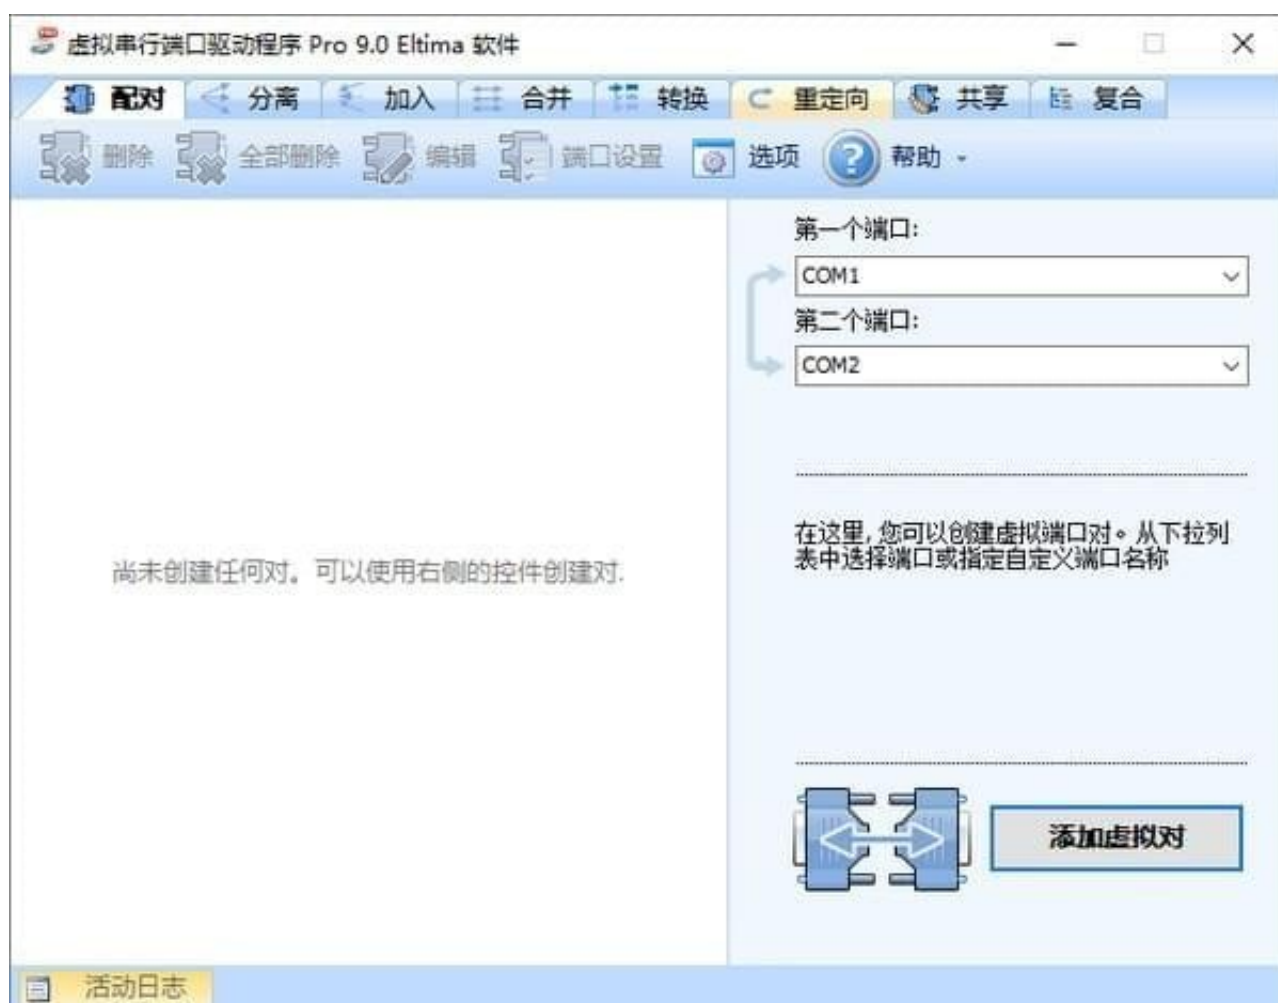 虚拟串行端口驱动程序 Pro 9.0 Eltima 软件
配对 分离 加入 合并 转换 重定向 共享 复合
删除 全部删除 编辑 端口设置 选项 帮助
第一个端口:
COM1
第二个端口:
COM2
在这里, 您可以创建虚拟端口对。从下拉列
表中选择端口或指定自定义端口名称
尚未创建任何对。可以使用右侧的控件创建对.
添加虚拟对
活动日志